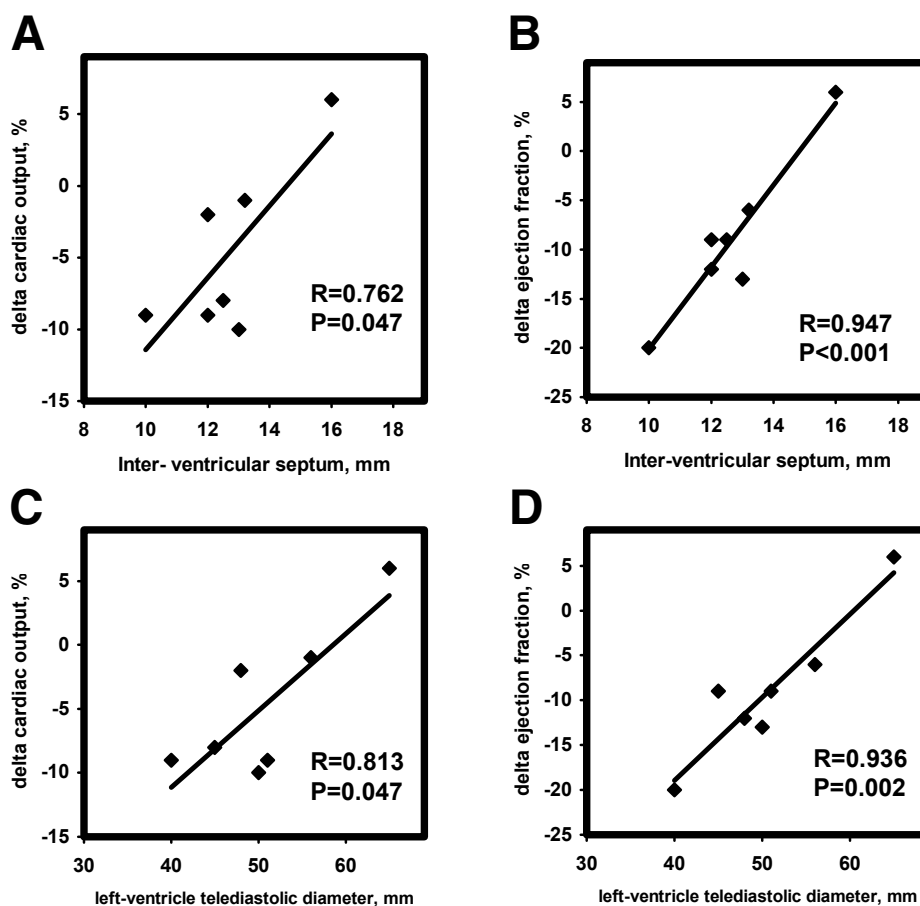 A
delta cardiac output, %
5
0
-5
-10
-15
R=0.762
P=0.047
8 10 12 14 16 18
Inter- ventricular septum, mm
B
delta ejection fraction, %
5
0
-5
-10
-15
-20
-25
R=0.947
P<0.001
8 10 12 14 16 18
Inter-ventricular septum, mm
C
delta cardiac output, %
5
0
-5
-10
-15
R=0.813
P=0.047
30 40 50 60
left-ventricle telediastolic diameter, mm
D
delta ejection fraction, %
5
0
-5
-10
-15
-20
-25
R=0.936
P=0.002
30 40 50 60
left-ventricle telediastolic diameter, mm